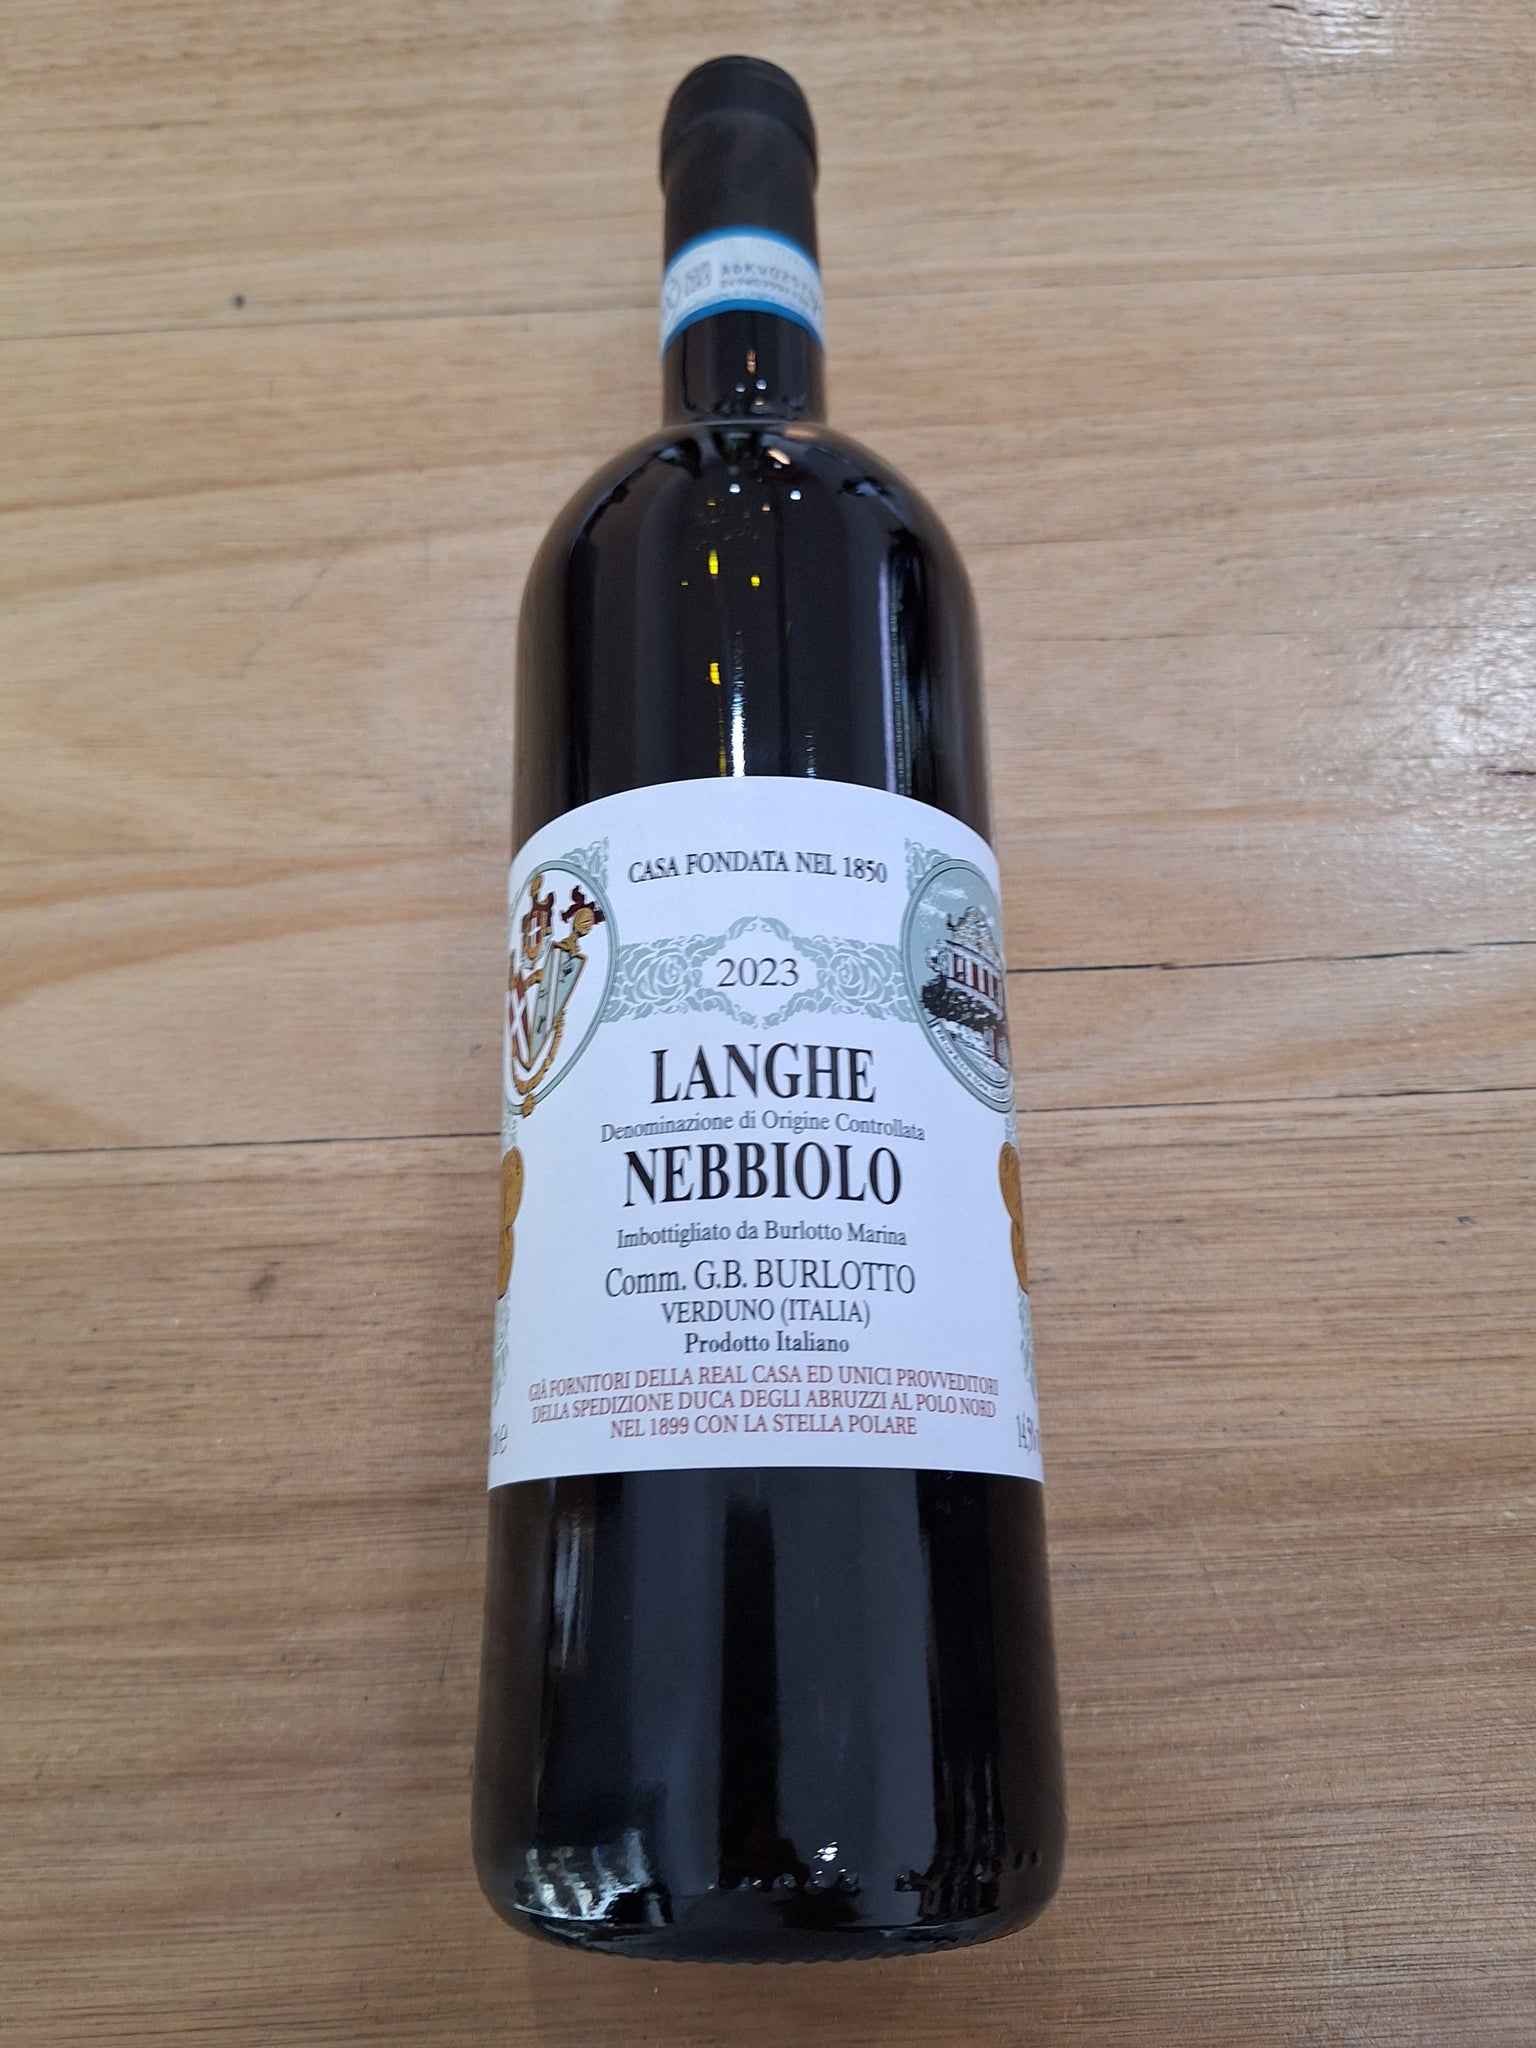 CASA FONDATA NEL 1850
2023
LANGHE
Denominazione di Origine Controllata
NEBBIOLO
Imbottigliato da Burlotto Marina
Comm. G.B. BURLOTTO
VERDUNO (ITALIA)
Prodotto Italiano
GIÀ FORNITORI DELLA REAL CASA ED UNICI PROVVEDITORI
DELLA SPEDIZIONE DUCA DEGLI ABRUZZI AL POLO NORD
NEL 1899 CON LA STELLA POLARE